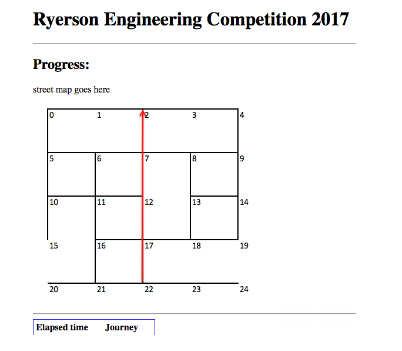 Ryerson Engineering Competition 2017
Progress:
street map goes here
0 1 2 3 4
5 6 7 8 9
10 11 12 13 14
15 16 17 18 19
20 21 22 23 24
Elapsed time Journey